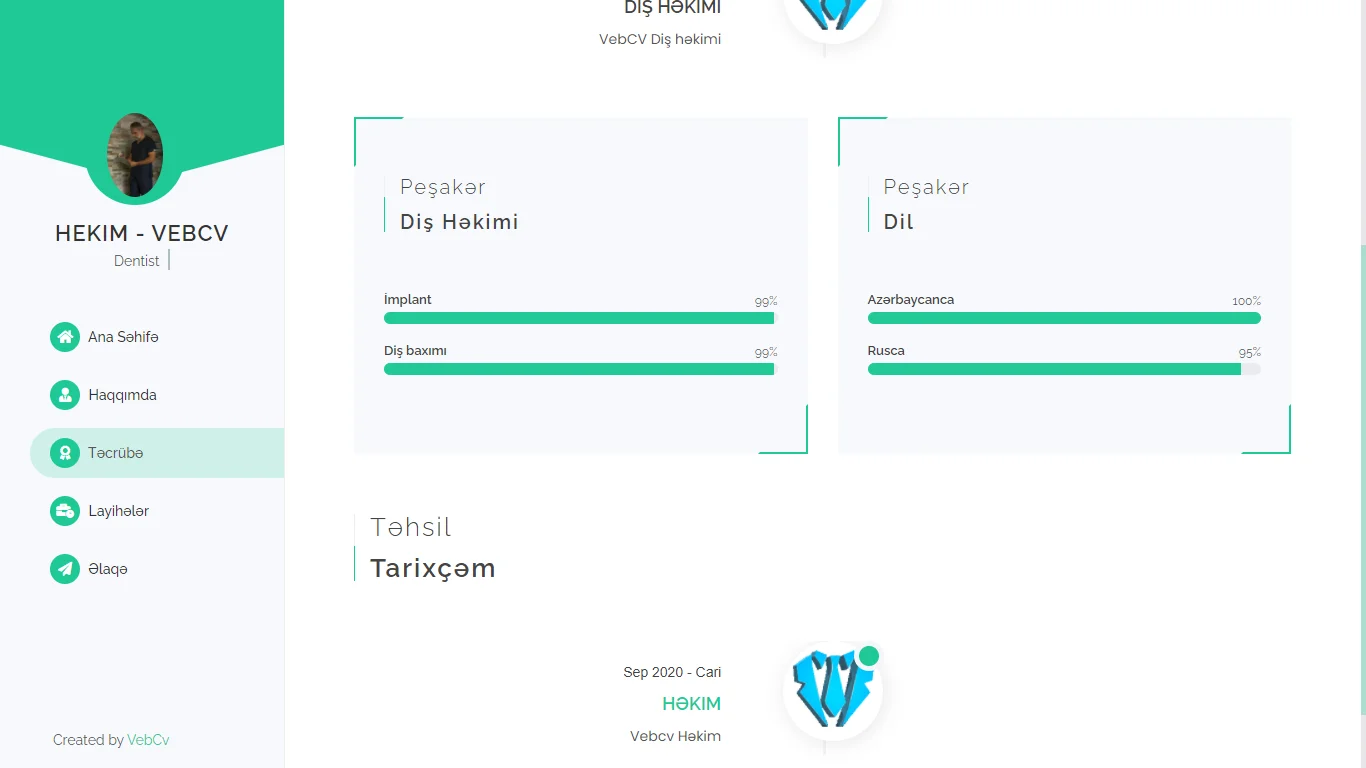 HEKIM - VEBCV
Dentist
Ana Səhifə
Haqqımda
Təcrübə
Layihələr
Əlaqə
Created by VebCv
DİŞ HƏKIMI
VebCV Diş həkimi
Peşakər
Diş Həkimi
İmplant 99%
Diş baxımı 99%
Peşakər
Dil
Azərbaycanca 100%
Rusca 95%
Təhsil
Tarixçəm
Sep 2020 - Cari
HƏKIM
Vebcv Həkim